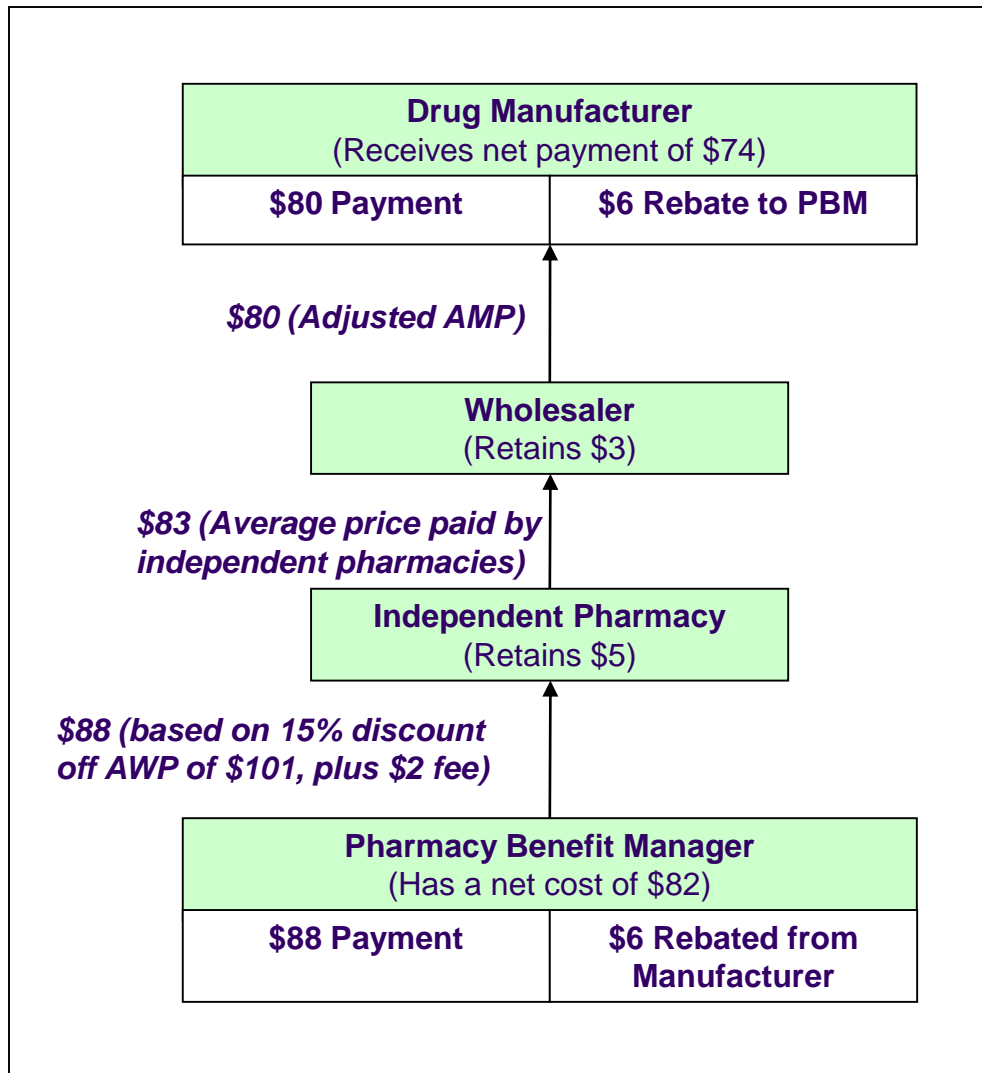 Drug Manufacturer
(Receives net payment of $74)
$80 Payment
$6 Rebate to PBM
$80 (Adjusted AMP)
Wholesaler
(Retains $3)
$83 (Average price paid by
independent pharmacies)
Independent Pharmacy
(Retains $5)
$88 (based on 15% discount
off AWP of $101, plus $2 fee)
Pharmacy Benefit Manager
(Has a net cost of $82)
$88 Payment
$6 Rebated from
Manufacturer